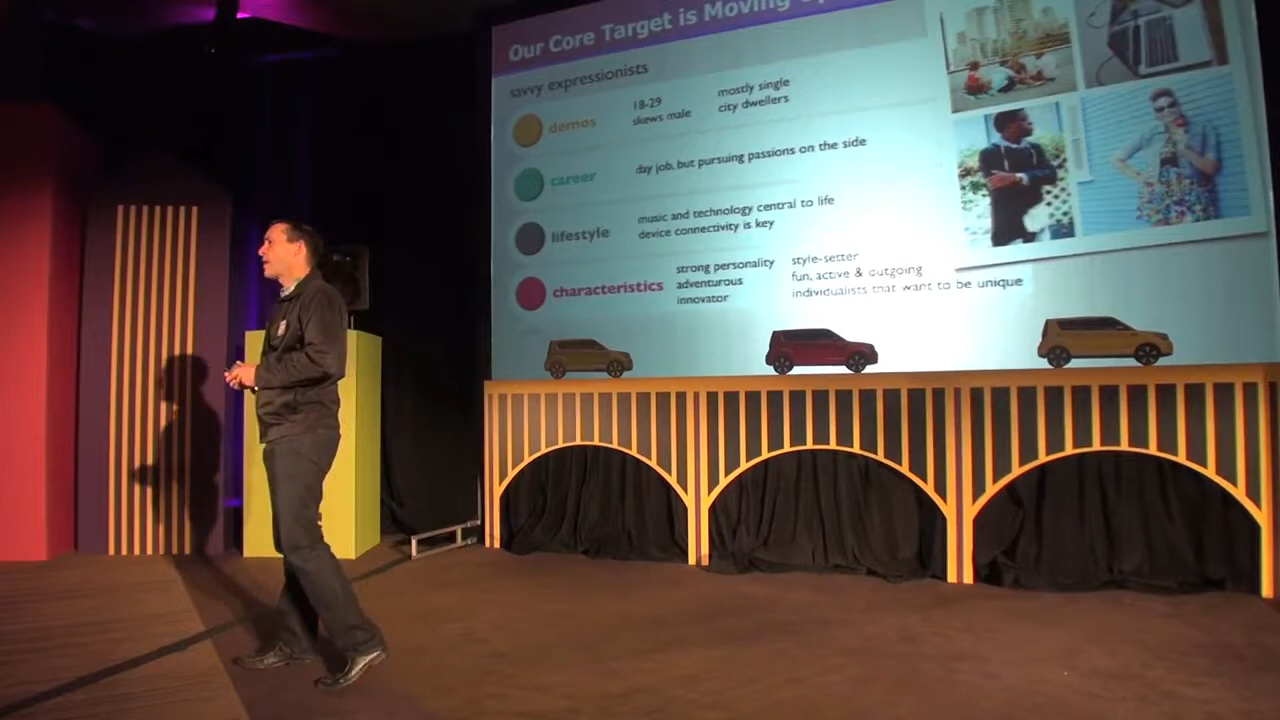 Our Core Target is Moving
savvy expressionists
demos
18-29
skews male
mostly single
city dwellers
career
day job, but pursuing passions on the side
lifestyle
music and technology central to life
device connectivity is key
characteristics
strong personality
adventurous
innovator
style-setter
fun, active & outgoing
individualists that want to be unique